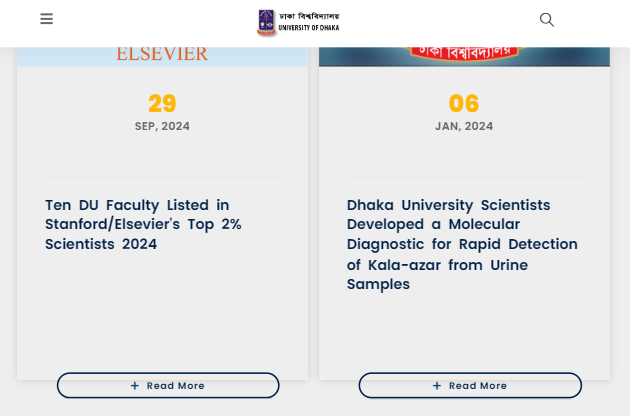 ঢাকা বিশ্ববিদ্যালয়
UNIVERSITY OF DHAKA
ELSEVIER
ঢাকা বিশ্ববিদ্যালয়
29
SEP, 2024
Ten DU Faculty Listed in
Stanford/Elsevier's Top 2%
Scientists 2024
+ Read More
06
JAN, 2024
Dhaka University Scientists
Developed a Molecular
Diagnostic for Rapid Detection
of Kala-azar from Urine
Samples
+ Read More